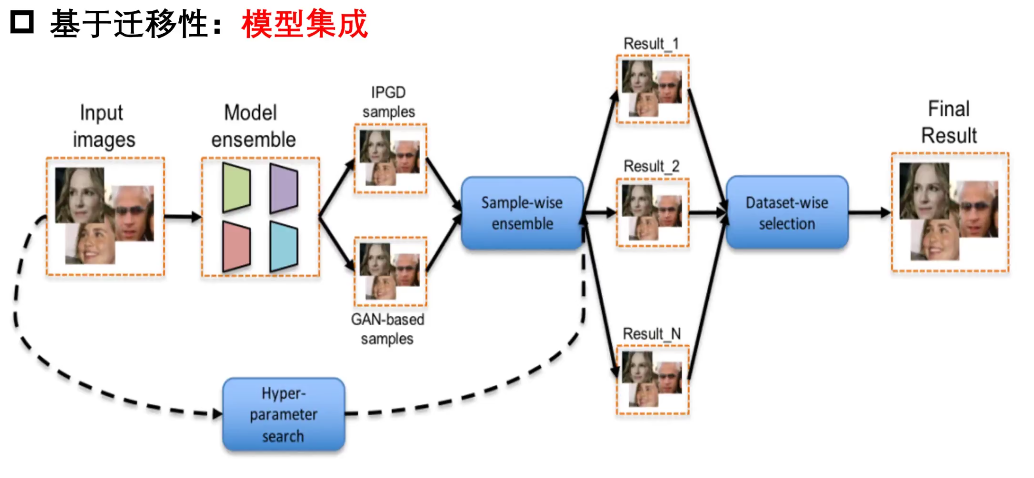 基于迁移性：模型集成
Input
images
Model
ensemble
IPGD
samples
GAN-based
samples
Hyper-
parameter
search
Sample-wise
ensemble
Result_1
Result_2
Result_N
Dataset-wise
selection
Final
Result